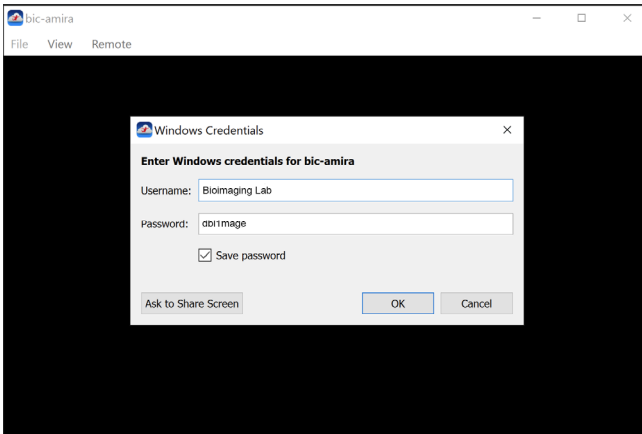 bic-amira
File View Remote
Windows Credentials
Enter Windows credentials for bic-amira
Username: Bioimaging Lab
Password: dbi1mage
Save password
Ask to Share Screen OK Cancel